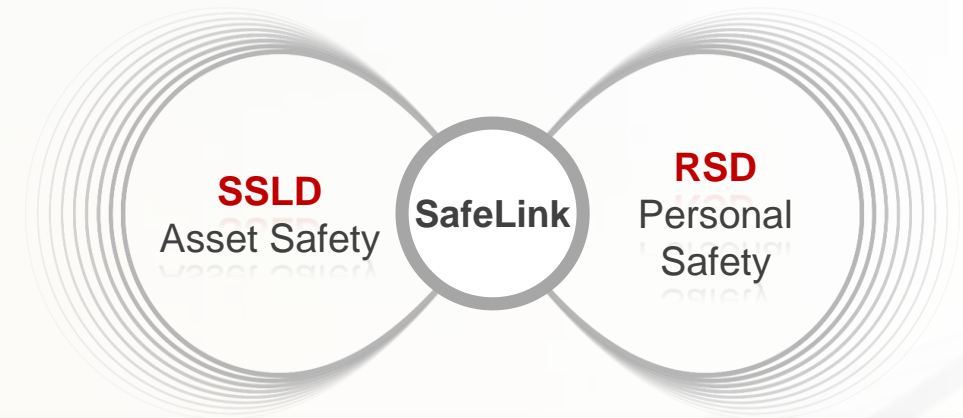 SSLD
Asset Safety
SafeLink
RSD
Personal
Safety